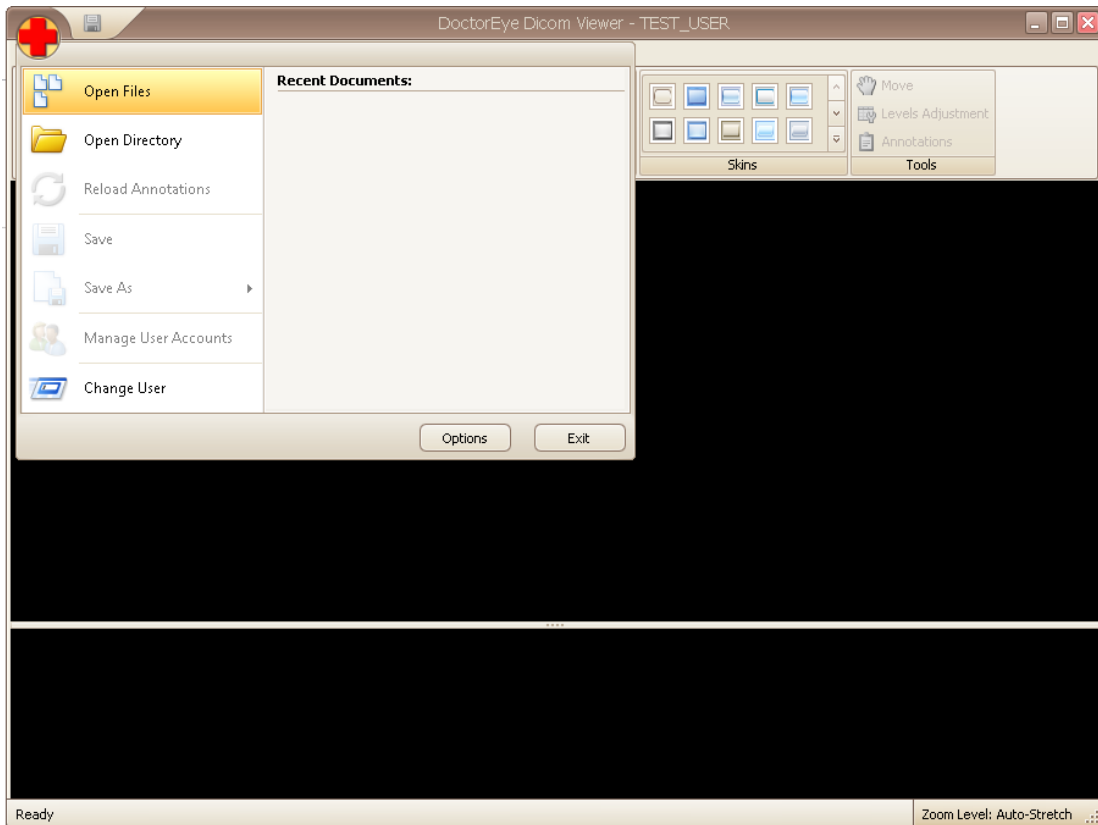 DoctorEye Dicom Viewer - TEST_USER
Open Files
Open Directory
Reload Annotations
Save
Save As
Manage User Accounts
Change User
Recent Documents:
Options
Exit
Skins
Move
Levels Adjustment
Annotations
Tools
Ready
Zoom Level: Auto-Stretch